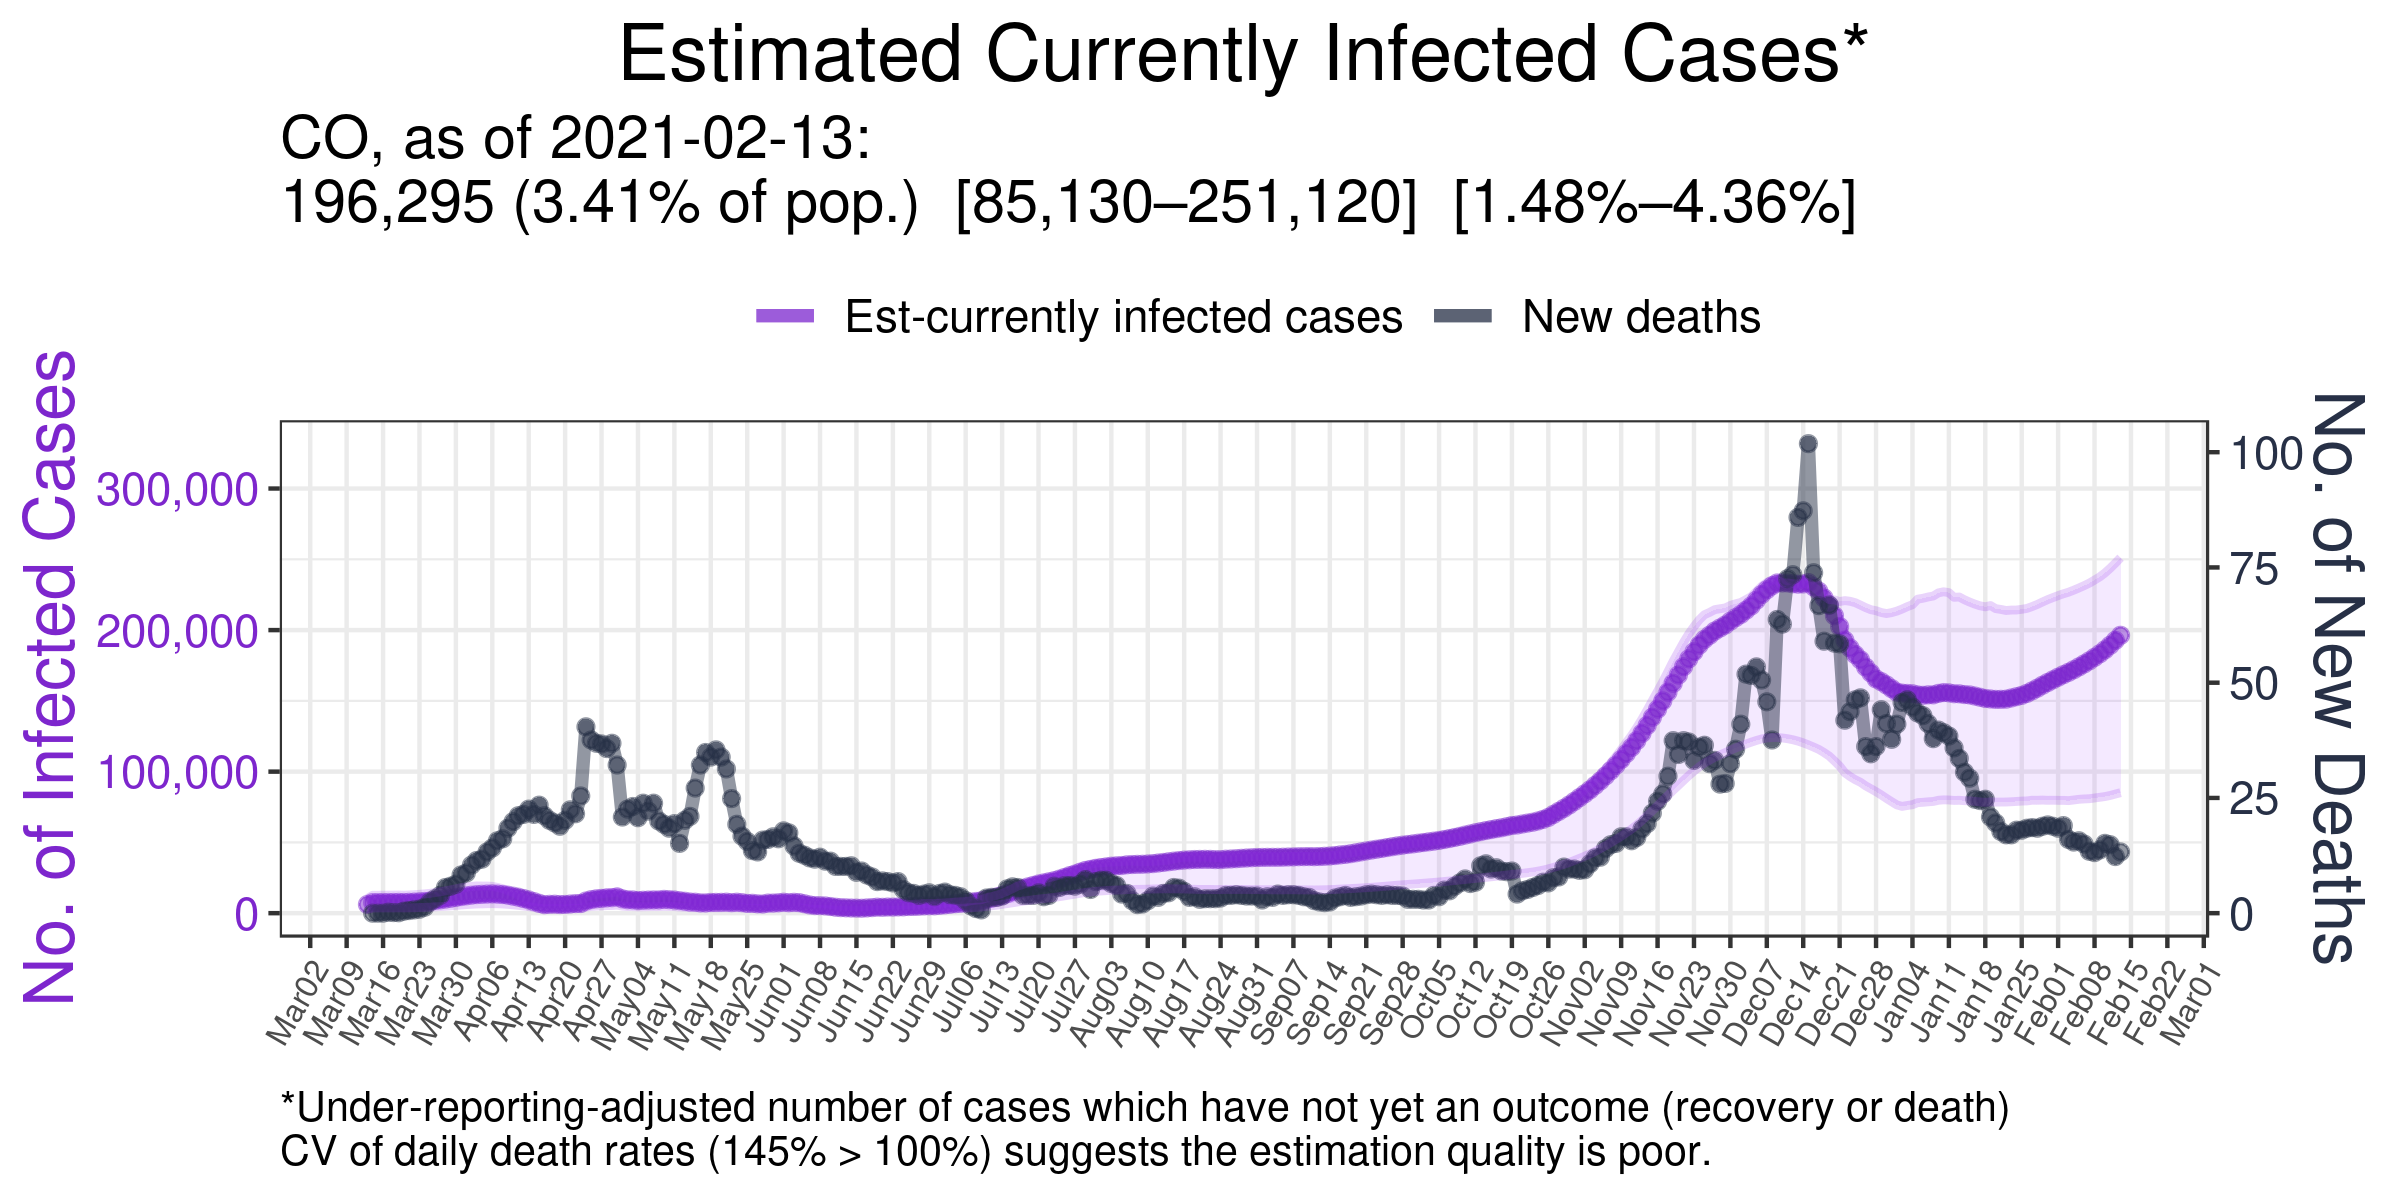 Estimated Currently Infected Cases*
CO, as of 2021-02-13:
196,295 (3.41% of pop.)  [85,130–251,120]  [1.48%–4.36%]
Est-currently infected cases
New deaths
No. of Infected Cases
300,000
200,000
100,000
0
No. of New Deaths
100
75
50
25
0
Mar02
Mar09
Mar16
Mar23
Mar30
Apr06
Apr13
Apr20
Apr27
May04
May11
May18
May25
Jun01
Jun08
Jun15
Jun22
Jun29
Jul06
Jul13
Jul20
Jul27
Aug03
Aug10
Aug17
Aug24
Aug31
Sep07
Sep14
Sep21
Sep28
Oct05
Oct12
Oct19
Oct26
Nov02
Nov09
Nov16
Nov23
Nov30
Dec07
Dec14
Dec21
Dec28
Jan04
Jan11
Jan18
Jan25
Feb01
Feb08
Feb15
Feb22
Mar01
*Under-reporting-adjusted number of cases which have not yet an outcome (recovery or death)
CV of daily death rates (145% > 100%) suggests the estimation quality is poor.